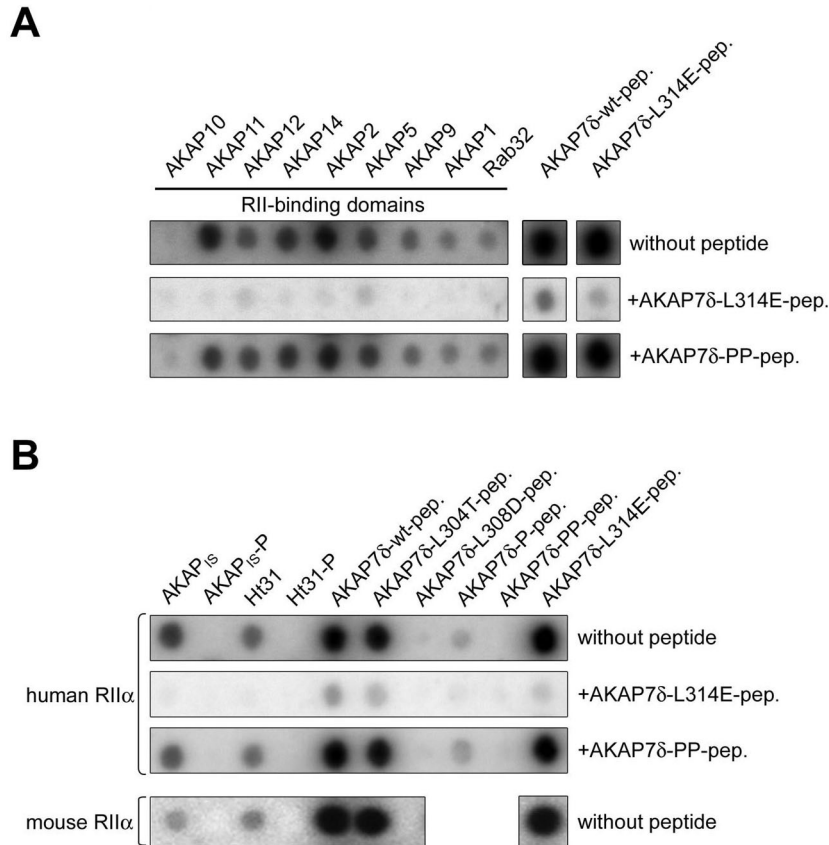 A
AKAP10
AKAP11
AKAP12
AKAP14
AKAP2
AKAP5
AKAP9
AKAP1
Rab32
AKAP7δ-wt-pep.
AKAP7δ-L314E-pep.
RII-binding domains
without peptide
+AKAP7δ-L314E-pep.
+AKAP7δ-PP-pep.
B
AKAPIS
AKAPIS-P
Ht31
Ht31-P
AKAP7δ-wt-pep.
AKAP7δ-L304T-pep.
AKAP7δ-L308D-pep.
AKAP7δ-P-pep.
AKAP7δ-PP-pep.
AKAP7δ-L314E-pep.
without peptide
human RIIα
+AKAP7δ-L314E-pep.
+AKAP7δ-PP-pep.
mouse RIIα
without peptide